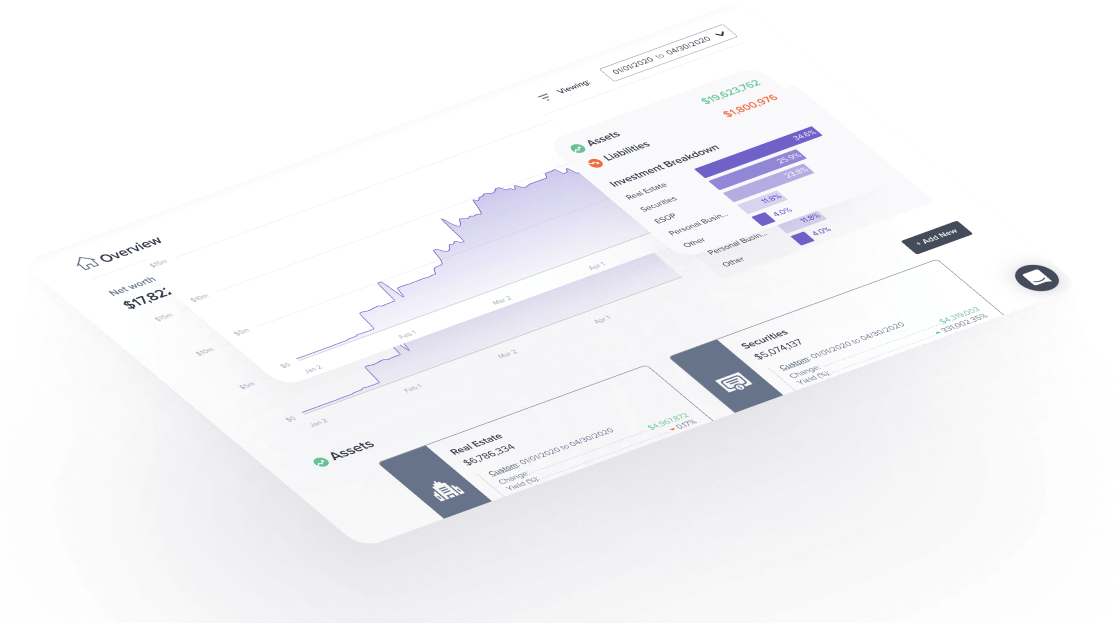 Viewing:
01/01/2020 to 04/30/2020
Overview
Net worth
$15m
$15m
$10m
$10m
$5m
$5m
$0
$0
Jan 2
Feb 1
Mar 2
Apr 1
Jan 2
Feb 1
Mar 2
Apr 1
Assets
$19,623,762
Liabilities
$1,800,976
Investment Breakdown
Real Estate
34.6%
Securities
25.9%
ESOP
23.8%
Personal Busin...
11.8%
Other
4.0%
Personal Busin...
11.8%
Other
4.0%
+ Add New
Assets
Real Estate
$6,786,334
Custom: 01/01/2020 to 04/30/2020
Change: $4,967,872
Yield (%): 0.17%
Securities
$5,074,137
Custom: 01/01/2020 to 04/30/2020
Change: $4,319,003
Yield (%): 331,002.35%